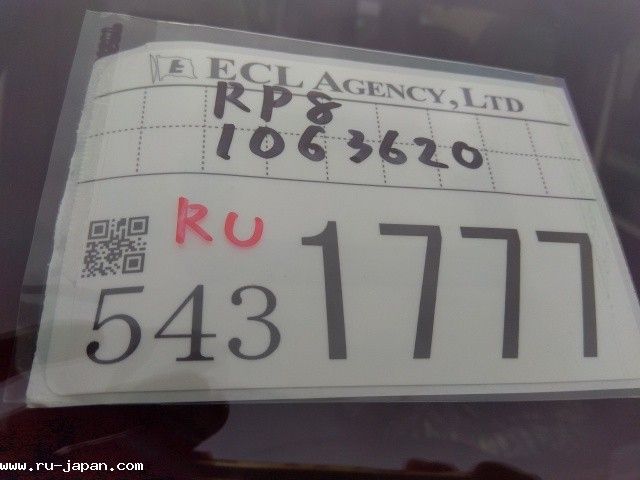 E ECL AGENCY, LTD
RP8
1063620
RU
543 1777
www.ru-japan.com